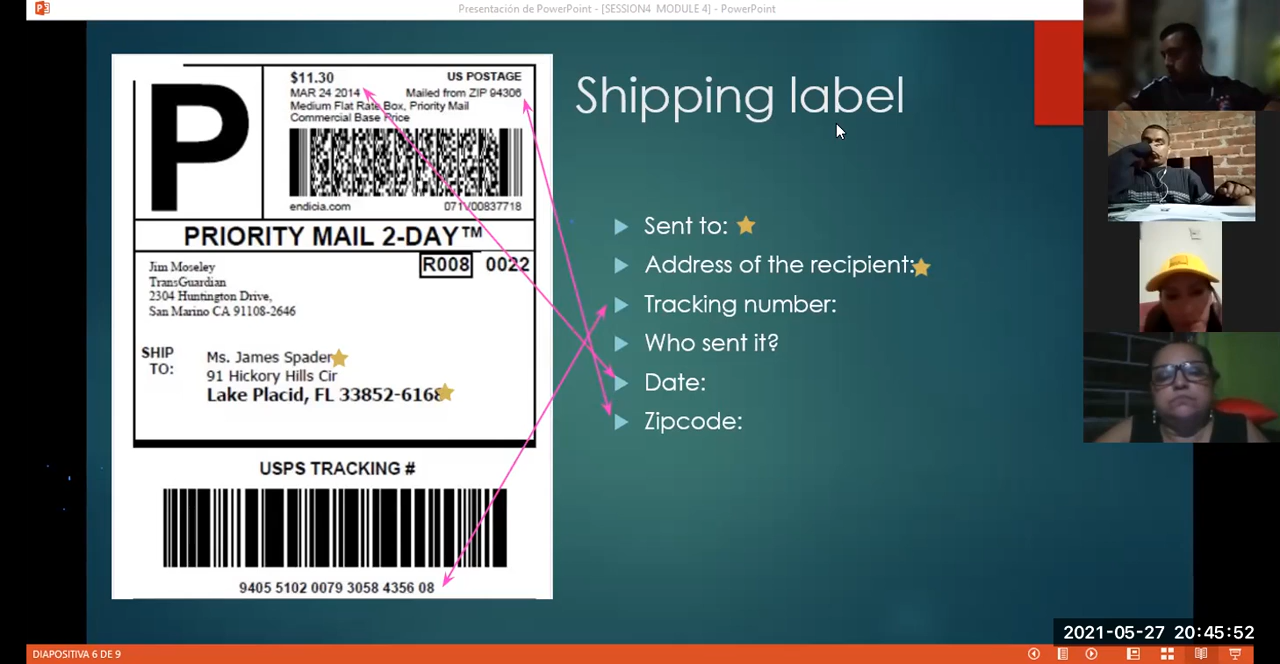 Presentación de PowerPoint - [SESSION4 MODULE 4] - PowerPoint
P
$11.30 US POSTAGE
MAR 24 2014 Mailed from ZIP 94306
Medium Flat Rate Box, Priority Mail
Commercial Base Price
endicia.com 071V00837718
PRIORITY MAIL 2-DAY™
R008 0022
Jim Moseley
TransGuardian
2304 Huntington Drive,
San Marino CA 91108-2646
SHIP
TO:
Ms. James Spader
91 Hickory Hills Cir
Lake Placid, FL 33852-6168
USPS TRACKING #
9405 5102 0079 3058 4356 08
Shipping label
Sent to:
Address of the recipient:
Tracking number:
Who sent it?
Date:
Zipcode:
2021-05-27 20:45:52
DIAPOSITIVA 6 DE 9